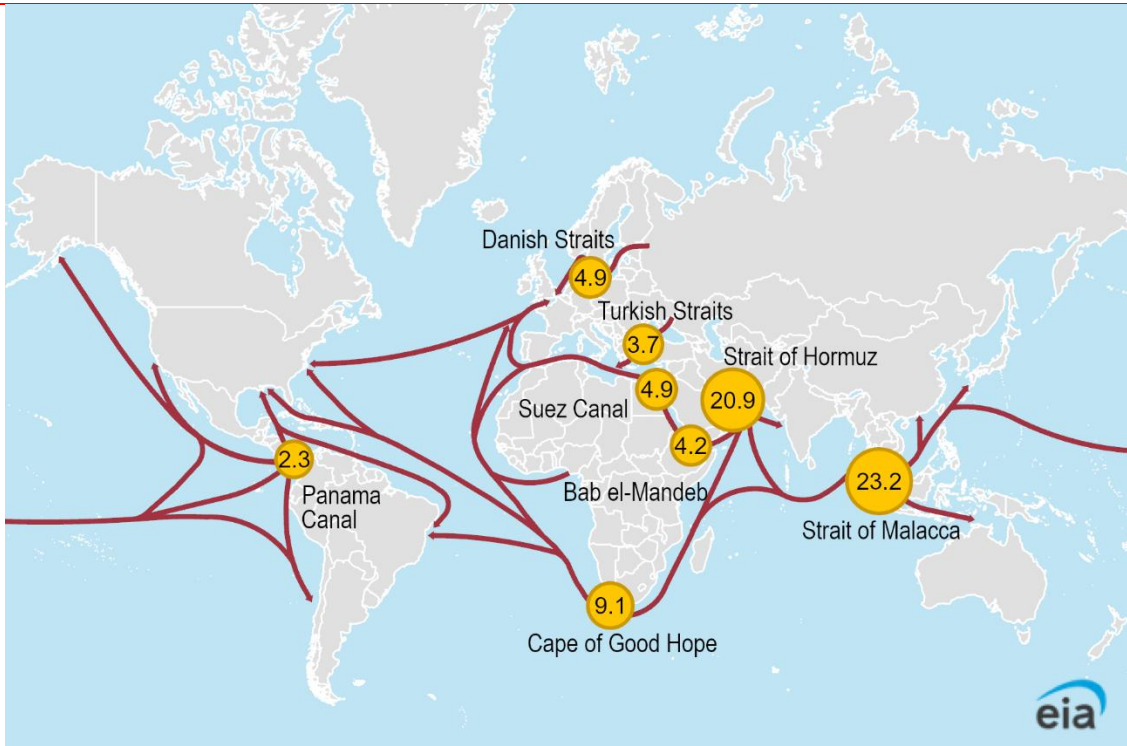 Danish Straits
4.9
Turkish Straits
3.7
Strait of Hormuz
20.9
4.9
Suez Canal
4.2
Bab el-Mandeb
2.3
Panama
Canal
23.2
Strait of Malacca
9.1
Cape of Good Hope
eia